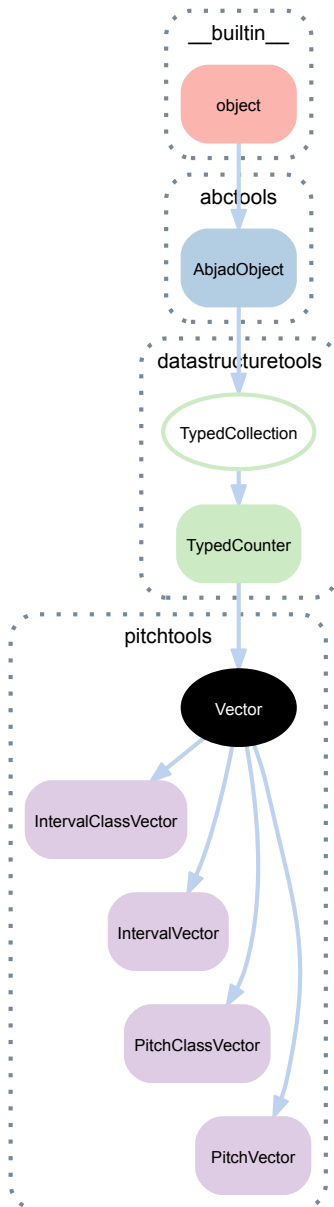 __builtin__
object
abctools
AbjadObject
datastructuretools
TypedCollection
TypedCounter
pitchtools
Vector
IntervalClassVector
IntervalVector
PitchClassVector
PitchVector